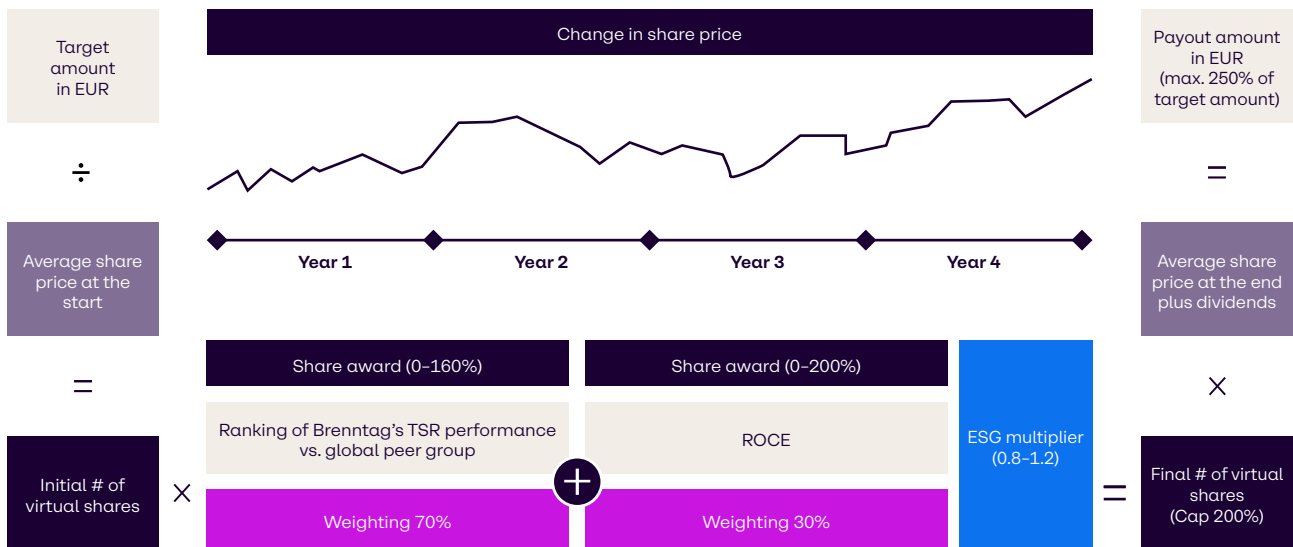 Target
amount
in EUR
÷
Average share
price at the
start
=
Initial # of
virtual shares
×
Change in share price
Year 1
Year 2
Year 3
Year 4
Share award (0–160%)
Ranking of Brenntag’s TSR performance
vs. global peer group
Weighting 70%
+
Share award (0–200%)
ROCE
Weighting 30%
ESG multiplier
(0.8–1.2)
=
Payout amount
in EUR
(max. 250% of
target amount)
=
Average share
price at the end
plus dividends
×
Final # of virtual
shares
(Cap 200%)